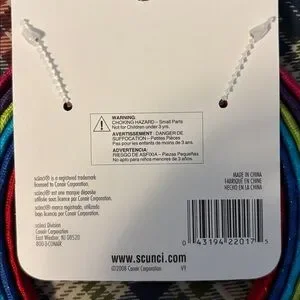 WARNING:
CHOKING HAZARD – Small Parts
Not for Children under 3 yrs.
AVERTISSEMENT : DANGER DE
SUFFOCATION – Petites Pièces
Pas pour enfants de moins de 3 ans.
ADVERTENCIA
RIESGO DE ASFIXIA – Piezas Pequeñas
No apto para niños menores de 3 años.
scünci® is a registered trademark
licensed to Conair Corporation.
scünci® est une marque déposée
utilisée sous licence par
Conair Corporation.
scünci® marca registrada, utilizada
bajo licencia por Conair Corporation.
scünci Division
Conair Corporation
East Windsor, NJ 08520
800-3-CONAIR
MADE IN CHINA
FABRIQUÉ EN CHINE
HECHO EN LA CHINA
0 43194 22017 5
www.scunci.com
©2008 Conair Corporation V9